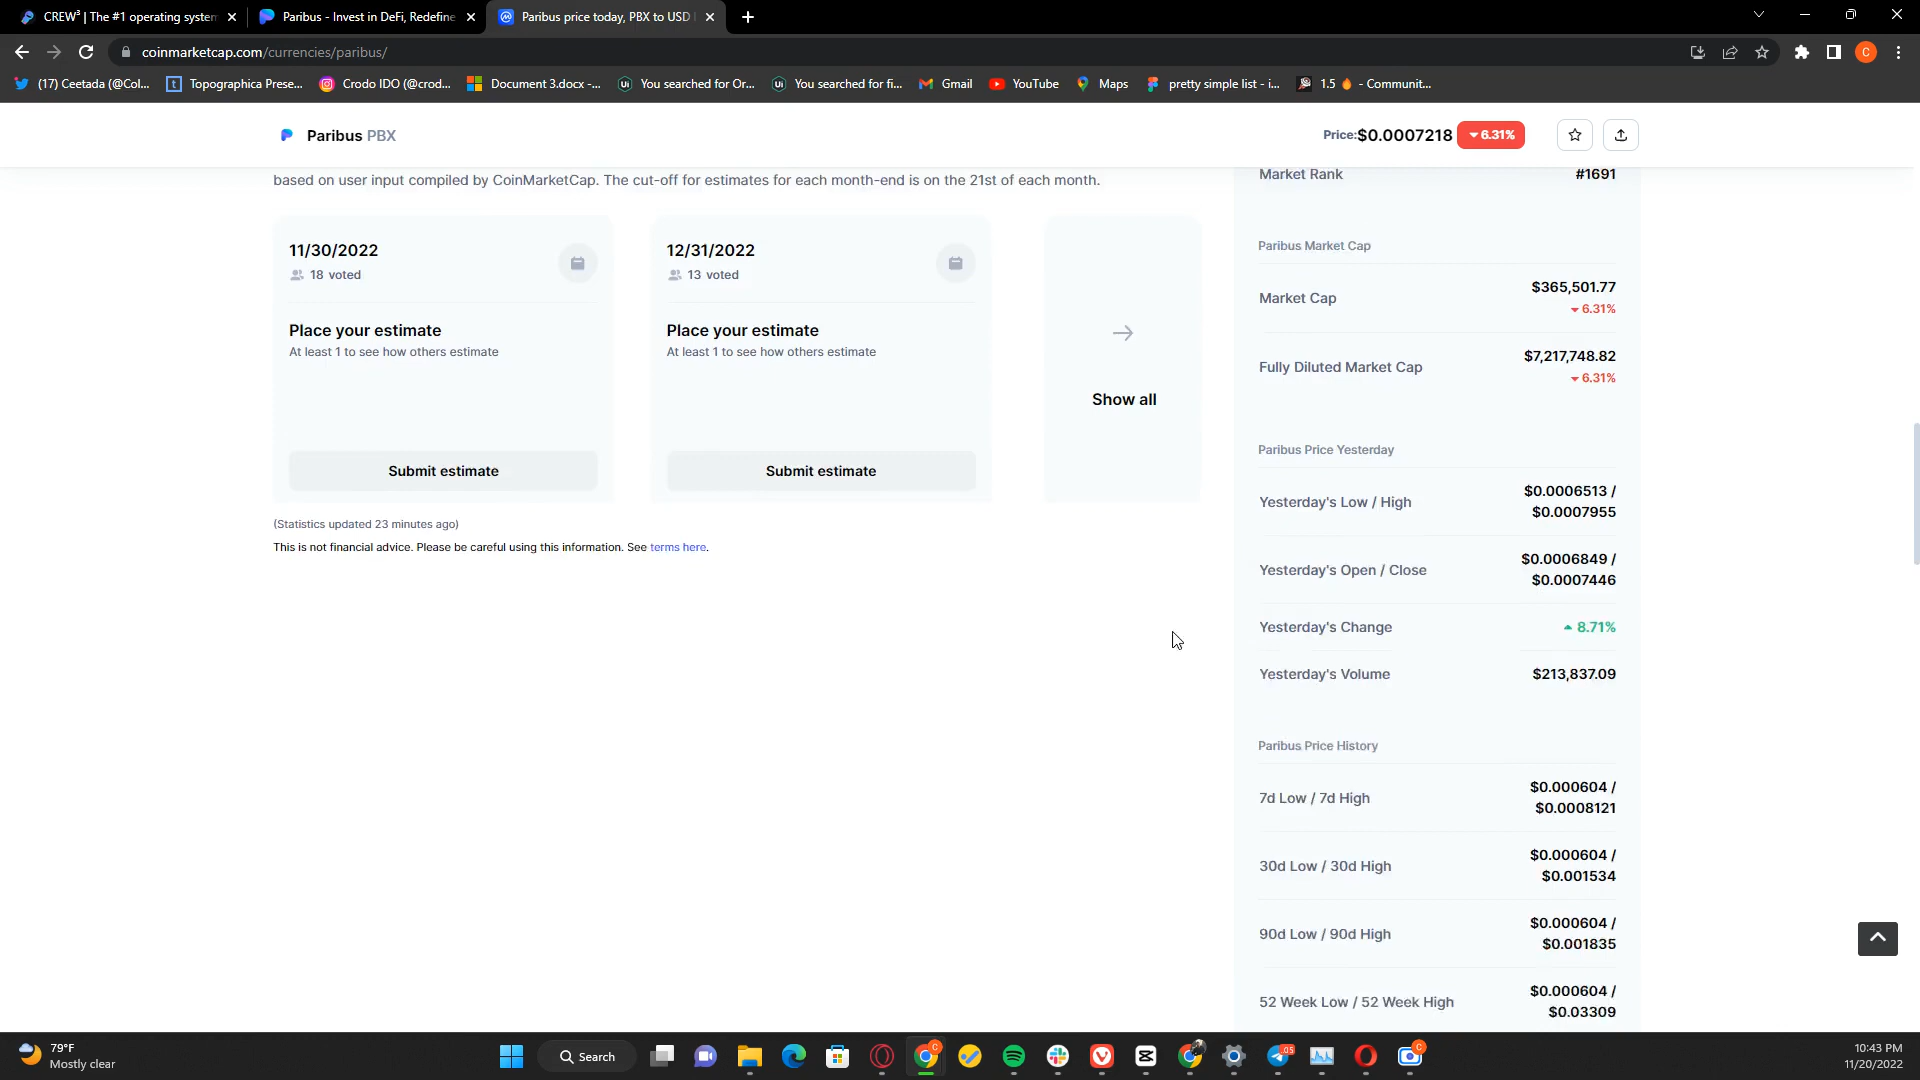 CREW³ | The #1 operating system
Paribus - Invest in DeFi, Redefine
Paribus price today, PBX to USD
coinmarketcap.com/currencies/paribus/
C
(17) Ceetada (@Col...
Topographica Prese...
Crodo IDO (@crod...
Document 3.docx -...
You searched for Or...
You searched for fi...
Gmail
YouTube
Maps
pretty simple list - i...
1.5 🔥 - Communit...
Paribus PBX
Price:$0.0007218
6.31%
based on user input compiled by CoinMarketCap. The cut-off for estimates for each month-end is on the 21st of each month.
11/30/2022
18 voted
Place your estimate
At least 1 to see how others estimate
Submit estimate
12/31/2022
13 voted
Place your estimate
At least 1 to see how others estimate
Submit estimate
Show all
(Statistics updated 23 minutes ago)
This is not financial advice. Please be careful using this information. See terms here.
Market Rank
#1691
Paribus Market Cap
Market Cap
$365,501.77
6.31%
Fully Diluted Market Cap
$7,217,748.82
6.31%
Paribus Price Yesterday
Yesterday's Low / High
$0.0006513 /
$0.0007955
Yesterday's Open / Close
$0.0006849 /
$0.0007446
Yesterday's Change
8.71%
Yesterday's Volume
$213,837.09
Paribus Price History
7d Low / 7d High
$0.000604 /
$0.0008121
30d Low / 30d High
$0.000604 /
$0.001534
90d Low / 90d High
$0.000604 /
$0.001835
52 Week Low / 52 Week High
$0.000604 /
$0.03309
79°F
Mostly clear
Search
10:43 PM
11/20/2022